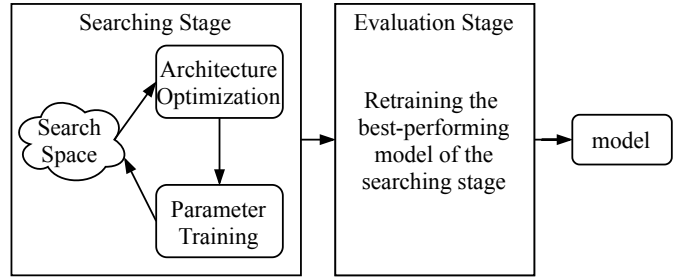 Searching Stage
Architecture
Optimization
Search
Space
Parameter
Training
Evaluation Stage
Retraining the
best-performing
model of the
searching stage
model